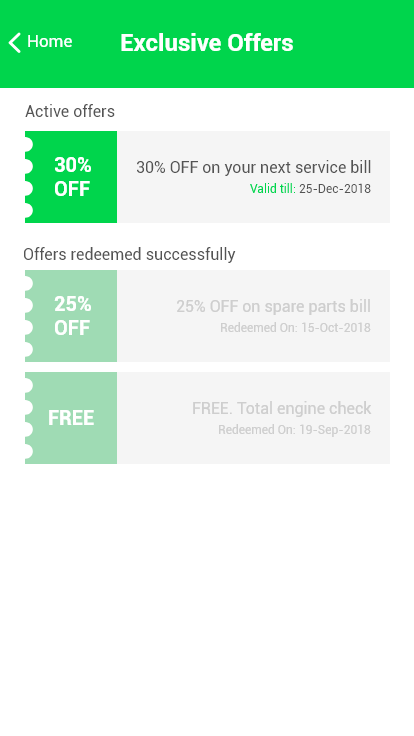 Home
Exclusive Offers
Active offers
30%
OFF
30% OFF on your next service bill
Valid till: 25-Dec-2018
Offers redeemed successfully
25%
OFF
25% OFF on spare parts bill
Redeemed On: 15-Oct-2018
FREE
FREE. Total engine check
Redeemed On: 19-Sep-2018